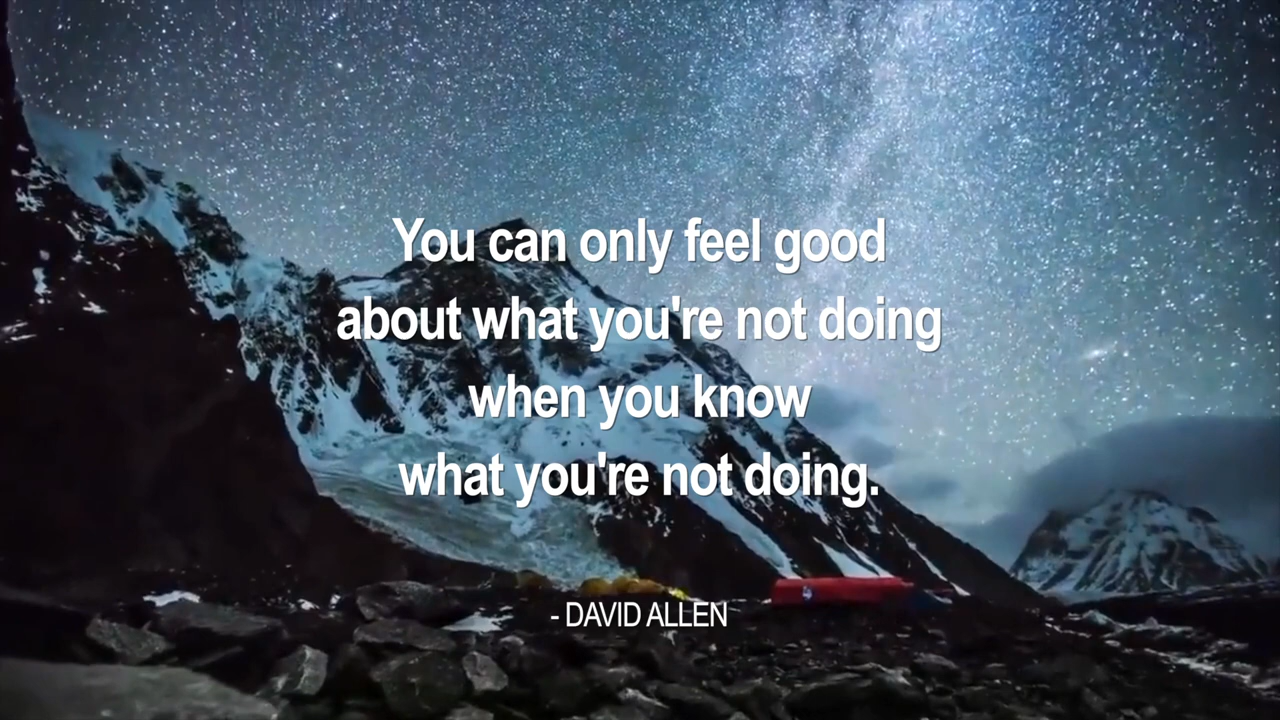 You can only feel good
about what you're not doing
when you know
what you're not doing.
- DAVID ALLEN